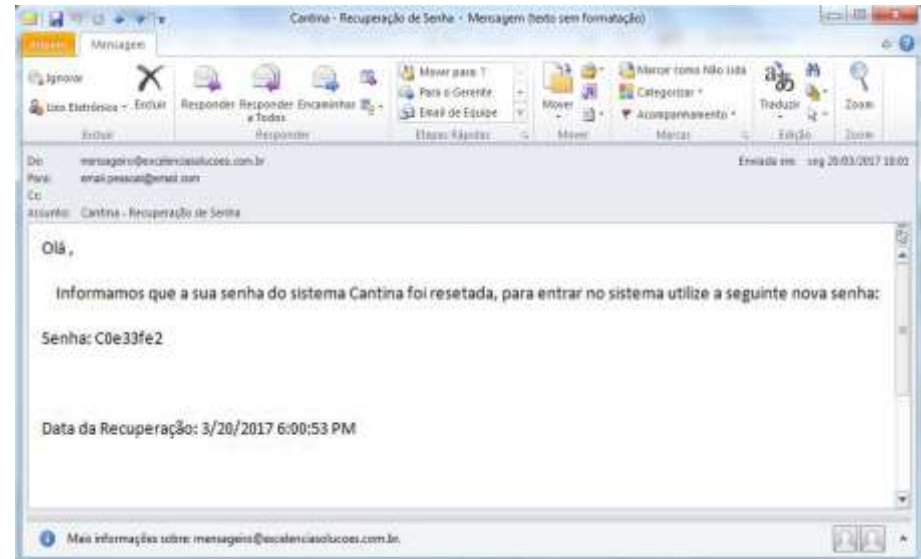 Cantina - Recuperação de Senha - Mensagem (texto sem formatação)
Arquivo Mensagem
Ignorar
Lixo Eletrônico
Excluir
Responder
Responder a Todos
Encaminhar
Mover para: ?
Para o Gerente
Email de Equipe
Mover
Marcar como Não Lida
Categorizar
Acompanhamento
Traduzir
Zoom
Excluir Responder Etapas Rápidas Mover Marcas Edição Zoom
De: mensageiro@excelenciasolucoes.com.br Enviada em: seg 20/03/2017 18:01
Para: email.pessoal@email.com
Cc:
Assunto: Cantina - Recuperação de Senha
Olá ,
Informamos que a sua senha do sistema Cantina foi resetada, para entrar no sistema utilize a seguinte nova senha:
Senha: C0e33fe2
Data da Recuperação: 3/20/2017 6:00:53 PM
Mais informações sobre: mensageiro@excelenciasolucoes.com.br.